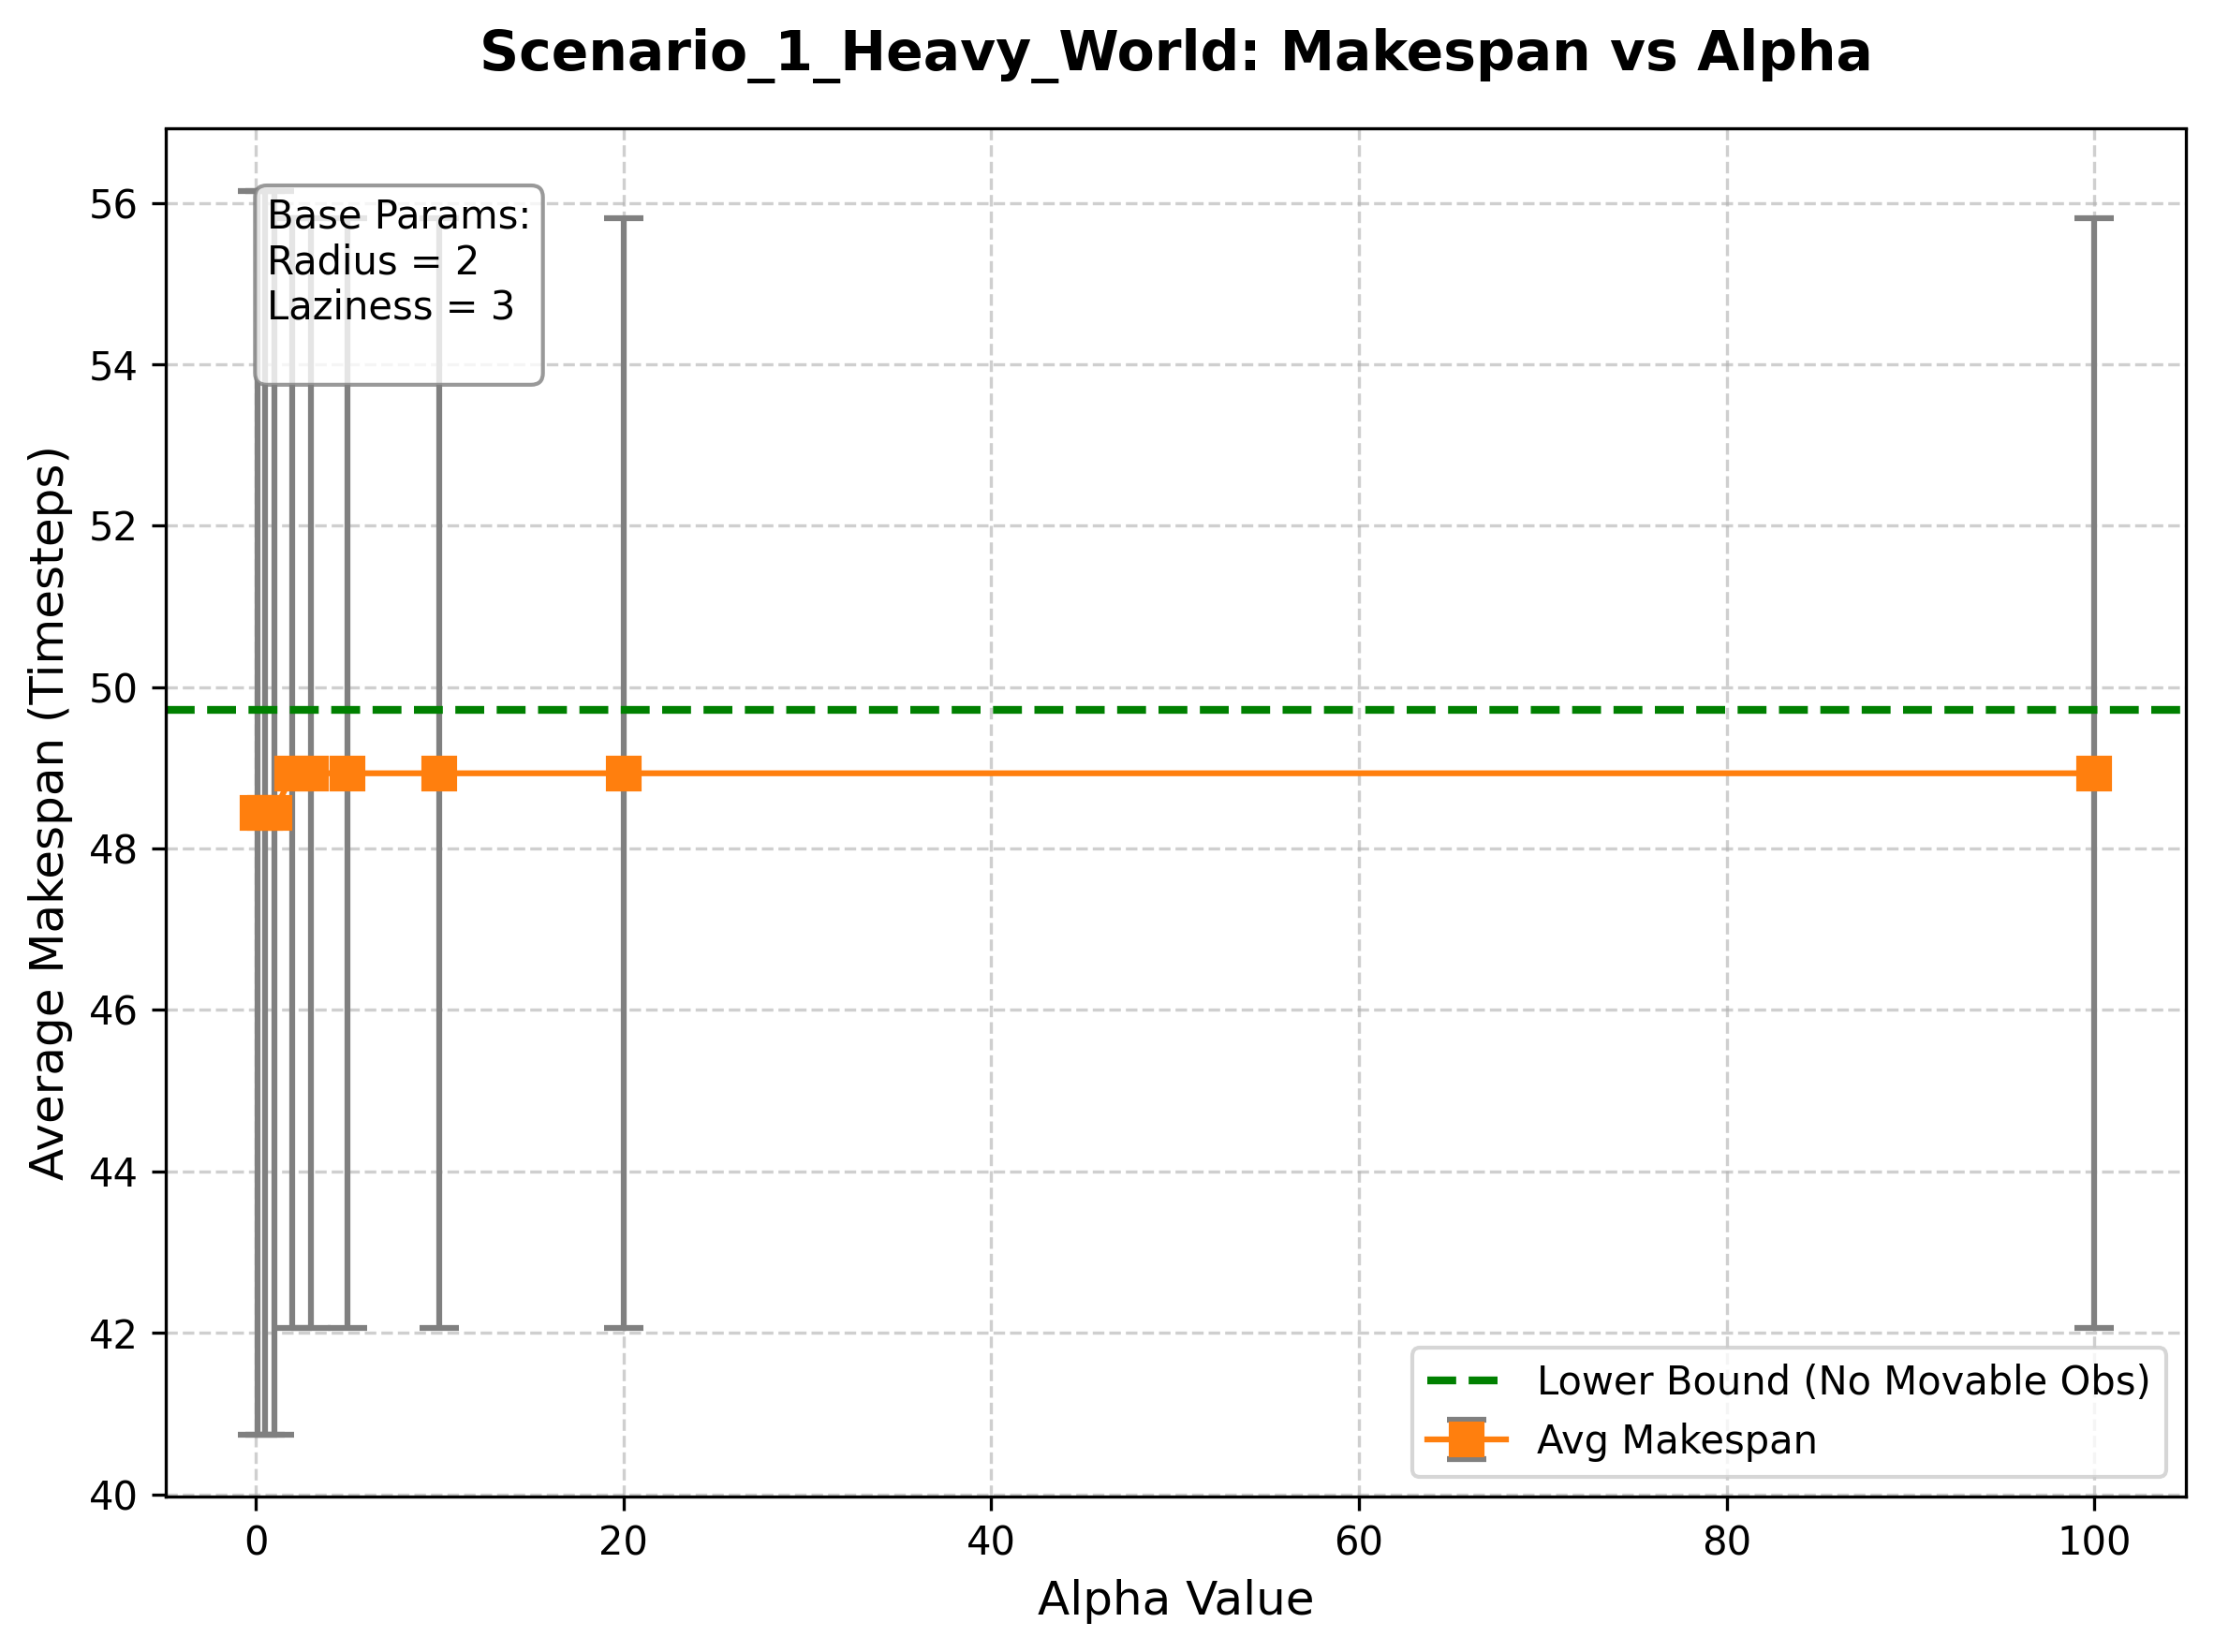 Scenario_1_Heavy_World: Makespan vs Alpha
Base Params:
Radius = 2
Laziness = 3
Average Makespan (Timesteps)
56
54
52
50
48
46
44
42
40
Lower Bound (No Movable Obs)
Avg Makespan
0 20 40 60 80 100
Alpha Value